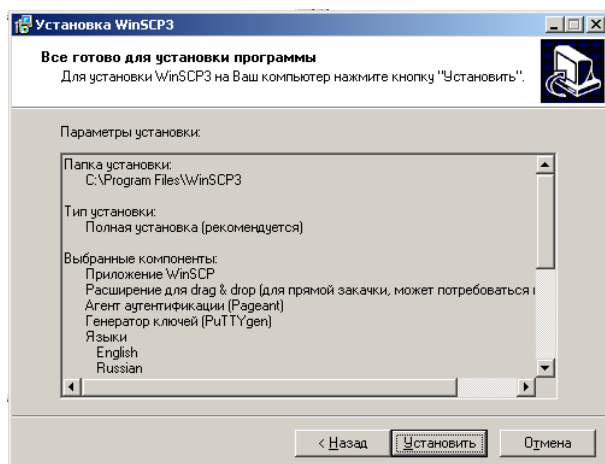 Установка WinSCP3
Все готово для установки программы
Для установки WinSCP3 на Ваш компьютер нажмите кнопку "Установить".
Параметры установки:
Папка установки:
C:\Program Files\WinSCP3
Тип установки:
Полная установка (рекомендуется)
Выбранные компоненты:
Приложение WinSCP
Расширение для drag & drop (для прямой закачки, может потребоваться
Агент аутентификации (Pageant)
Генератор ключей (PuTTYgen)
Языки
English
Russian
< Назад Установить Отмена